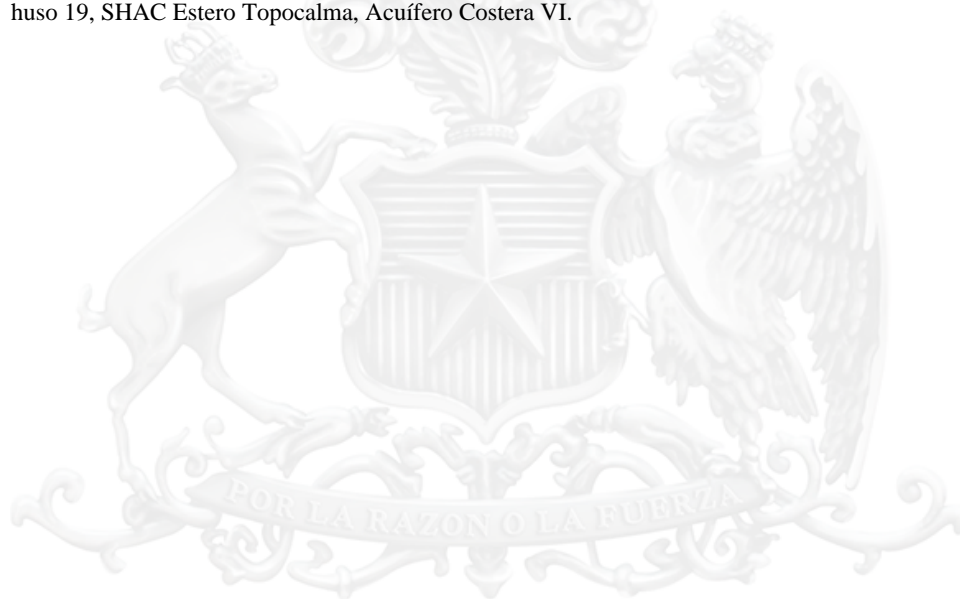 huso 19, SHAC Estero Topocalma, Acuífero Costera VI.
POR LA RAZON O LA FUERZA